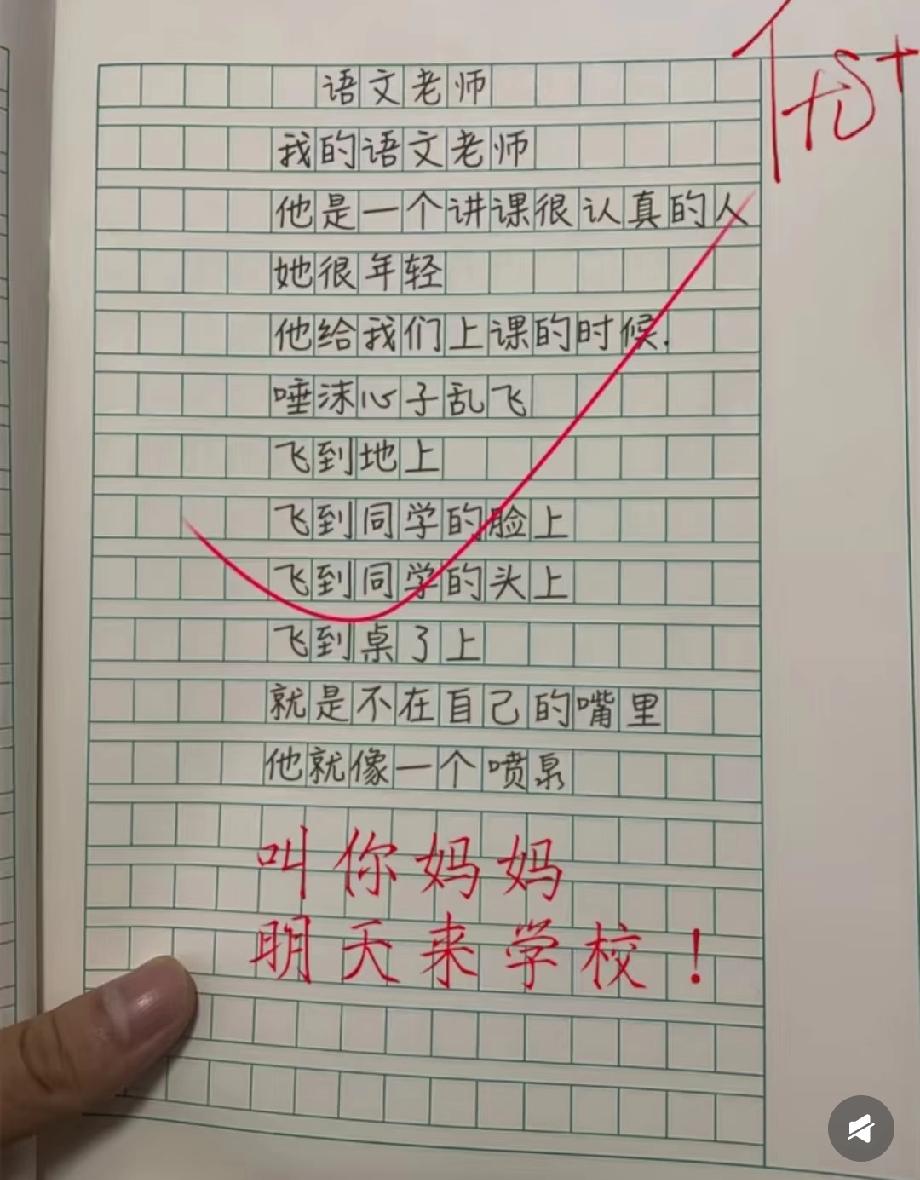 优+
语文老师
我的语文老师
他是一个讲课很认真的人
她很年轻
他给我们上课的时候.
唾沫心子乱飞
飞到地上
飞到同学的脸上
飞到同学的头上
飞到桌了上
就是不在自己的嘴里
他就像一个喷泉
叫你妈妈
明天来学校！